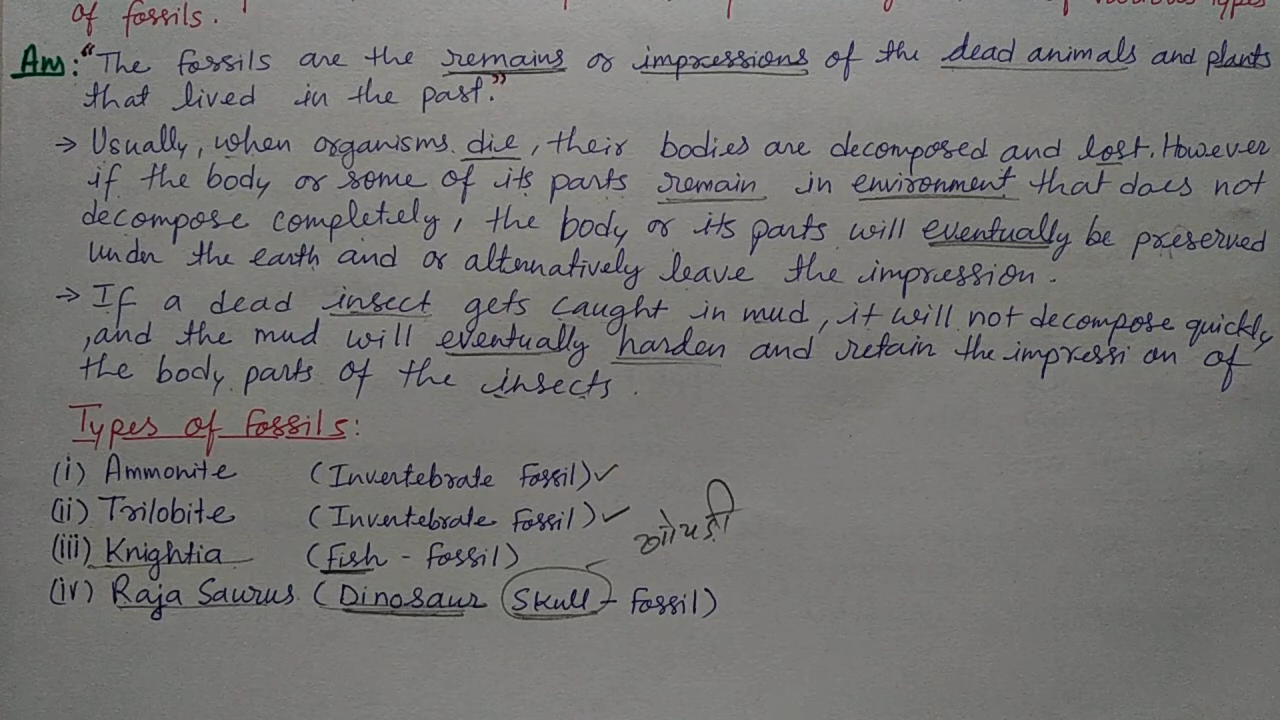 of fossils.
of various types
Ans: "The fossils are the remains or impressions of the dead animals and plants
that lived in the past."
→ Usually, when organisms die, their bodies are decomposed and lost. However
if the body or some of its parts remain in environment that does not
decompose completely, the body or its parts will eventually be preserved
under the earth and or alternatively leave the impression.
→ If a dead insect gets caught in mud, it will not decompose quickly
,and the mud will eventually harden and retain the impression of
the body parts of the insects.
Types of Fossils:
(i) Ammonite (Invertebrate Fossil) ✓
(ii) Trilobite (Invertebrate Fossil) ✓
(iii) Knightia (Fish - Fossil)
(iv) Raja Saurus (Dinosaur Skull - Fossil)